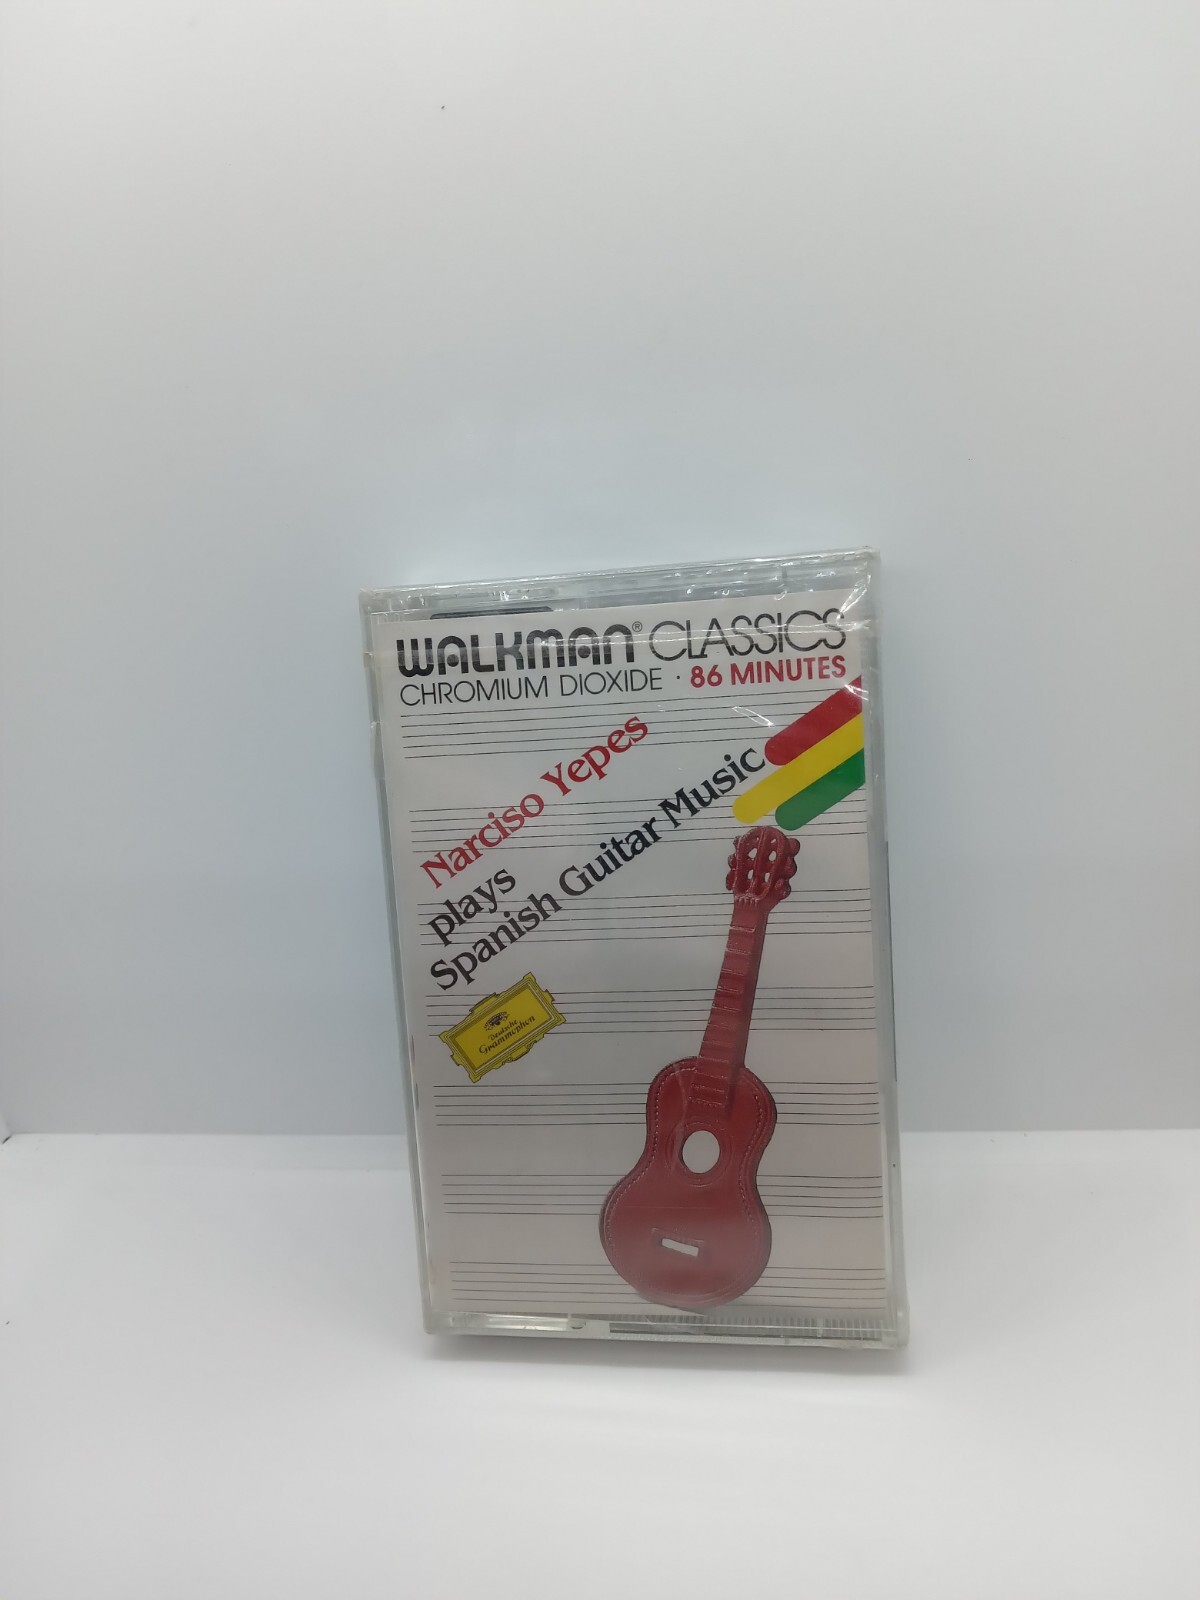 WALKMAN® CLASSICS
CHROMIUM DIOXIDE · 86 MINUTES
Narciso Yepes
plays
Spanish Guitar Music
Deutsche
Grammophon